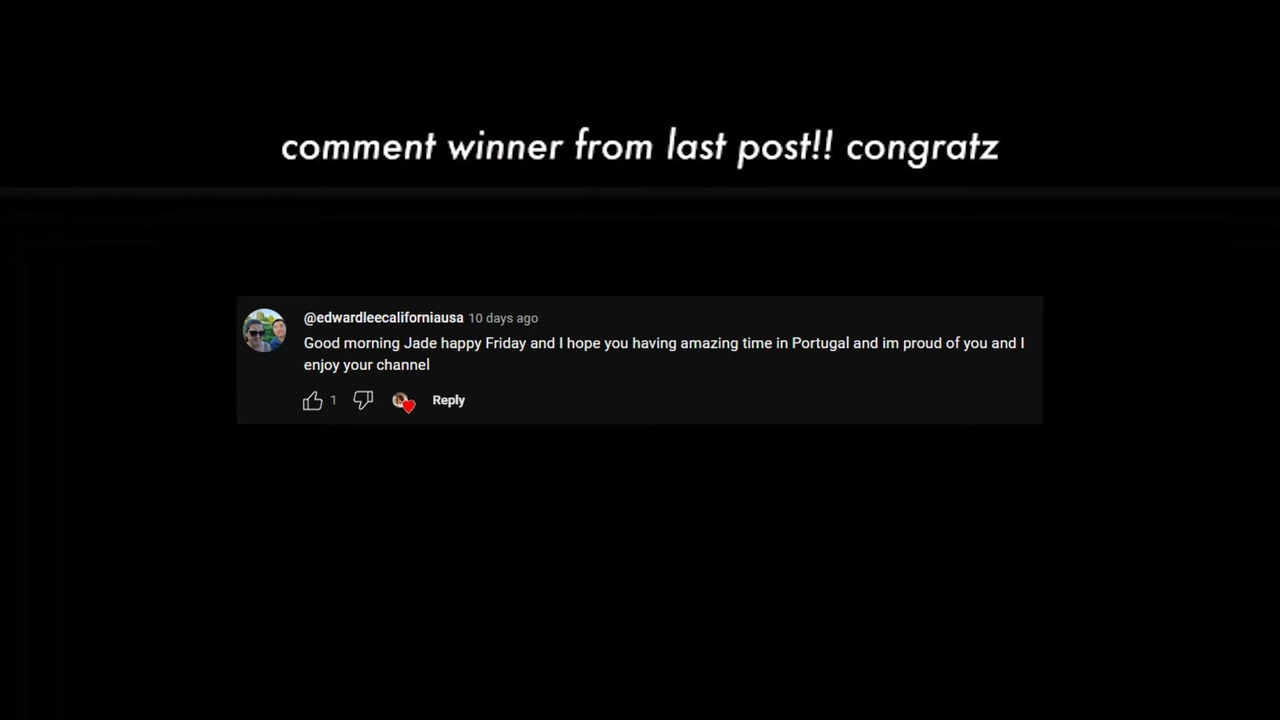 comment winner from last post!! congratz
@edwardleecaliforniausa 10 days ago
Good morning Jade happy Friday and I hope you having amazing time in Portugal and im proud of you and I
enjoy your channel
1 Reply